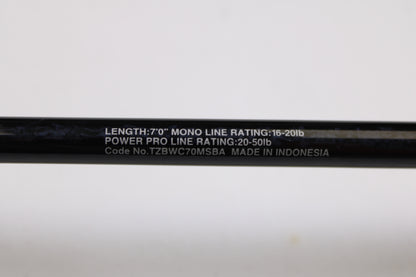 LENGTH:7'0" MONO LINE RATING:16-20lb
POWER PRO LINE RATING:20-50lb
Code No.TZBWC70MSBA MADE IN INDONESIA